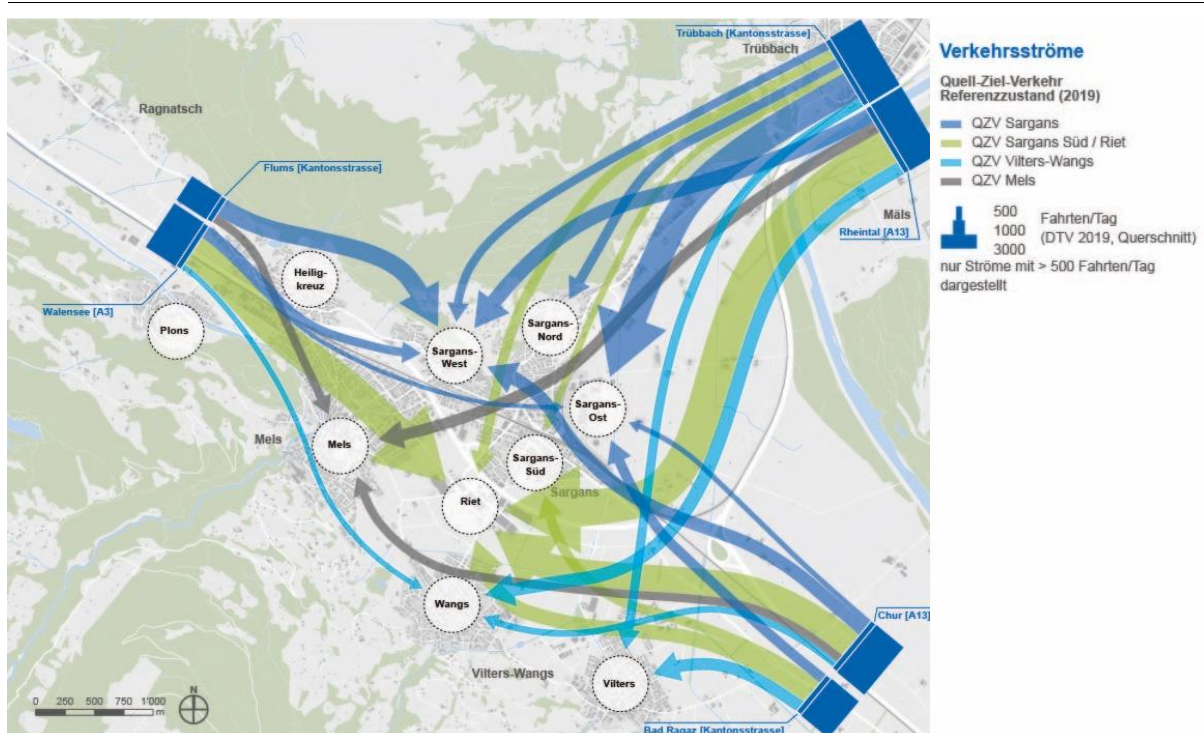 Trübbach [Kantonsstrasse]
Trübbach
Ragnatsch
Flums [Kantonsstrasse]
Mäls
Rheintal [A13]
Heilig-
kreuz
Walensee [A3]
Plons
Sargans-
Nord
Sargans-
West
Sargans-
Ost
Mels
Mels
Sargans-
Süd
Sargans
Riet
Wangs
Chur [A13]
Vilters-Wangs
Vilters
Bad Ragaz [Kantonsstrasse]
0 250 500 750 1'000
m
N
Verkehrsströme
Quell-Ziel-Verkehr
Referenzzustand (2019)
QZV Sargans
QZV Sargans Süd / Riet
QZV Vilters-Wangs
QZV Mels
500
1000
3000
Fahrten/Tag
(DTV 2019, Querschnitt)
nur Ströme mit > 500 Fahrten/Tag
dargestellt